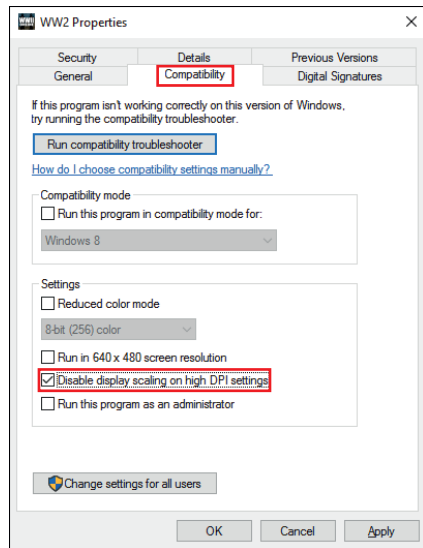 WW2 Properties
Security Details Previous Versions
General Compatibility Digital Signatures
If this program isn't working correctly on this version of Windows,
try running the compatibility troubleshooter.
Run compatibility troubleshooter
How do I choose compatibility settings manually?
Compatibility mode
Run this program in compatibility mode for:
Windows 8
Settings
Reduced color mode
8-bit (256) color
Run in 640 x 480 screen resolution
Disable display scaling on high DPI settings
Run this program as an administrator
Change settings for all users
OK Cancel Apply